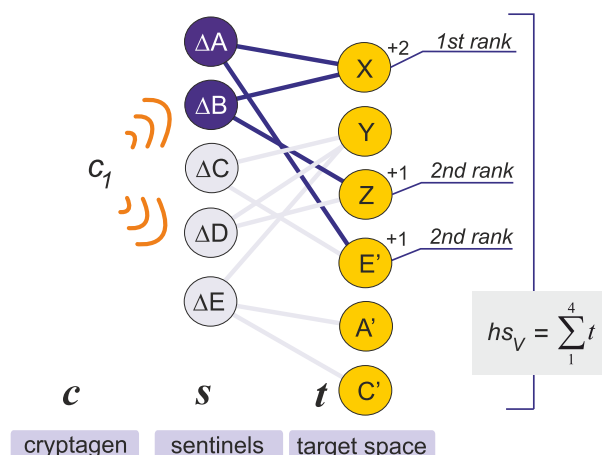 ΔA
X
+2
1st rank
ΔB
Y
c1
ΔC
Z
+1
2nd rank
ΔD
E'
+1
2nd rank
ΔE
A'
hsV = 4∑1 t
C'
c
s
t
cryptagen
sentinels
target space